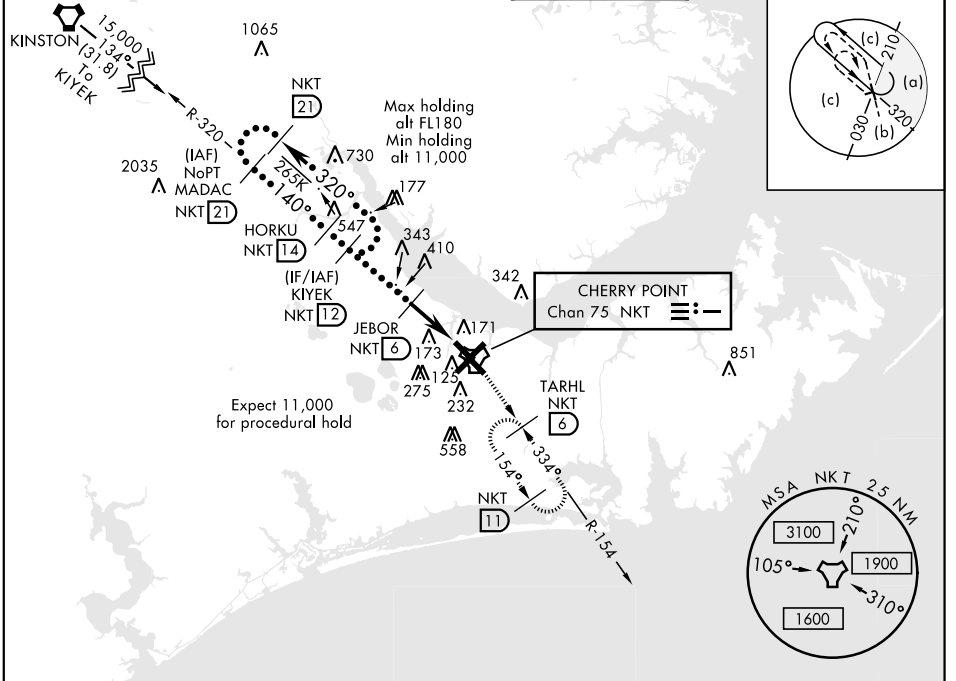 KINSTON
15,000
134°
(31.8)
To
KIYEK
1065
R-320
NKT
21
Max holding
alt FL180
Min holding
alt 11,000
2035
(IAF)
NoPT
MADAC
NKT 21
730
265K
320°
140°
177
547
HORKU
NKT 14
343
410
(IF/IAF)
KIYEK
NKT 12
342
CHERRY POINT
Chan 75 NKT
JEBOR
NKT 6
171
173
125
275
232
851
Expect 11,000
for procedural hold
558
TARHL
NKT
6
334°
154°
NKT
11
R-154
(c)
210
(a)
(c)
320
030
(b)
MSA NKT 25 NM
3100
210°
105°
1900
310°
1600